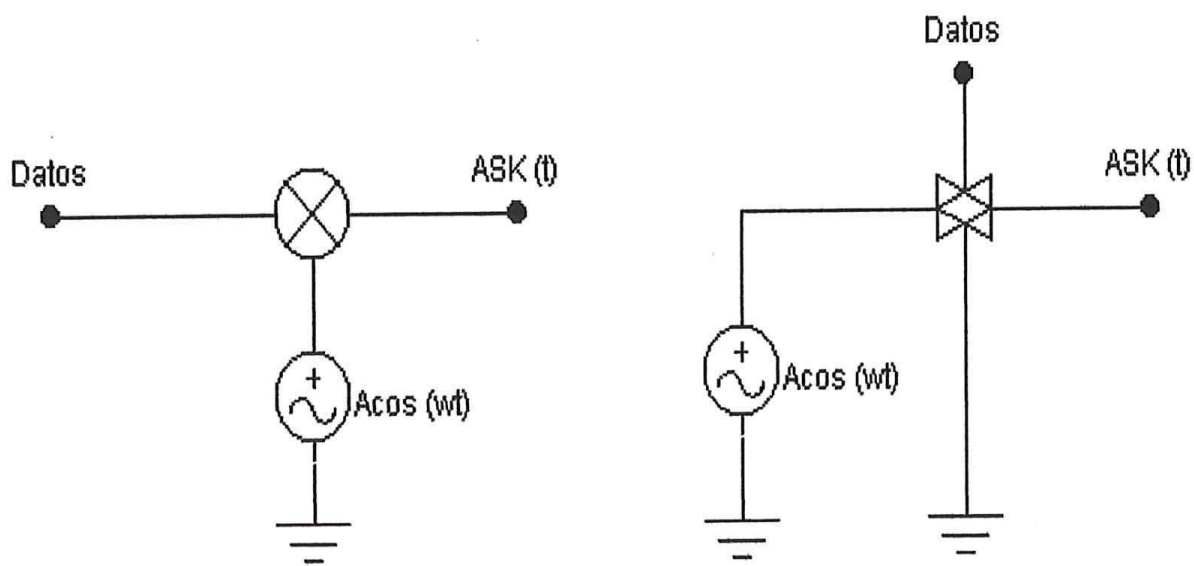 Datos
ASK (t)
+
Acos (wt)
Datos
ASK (t)
+
Acos (wt)